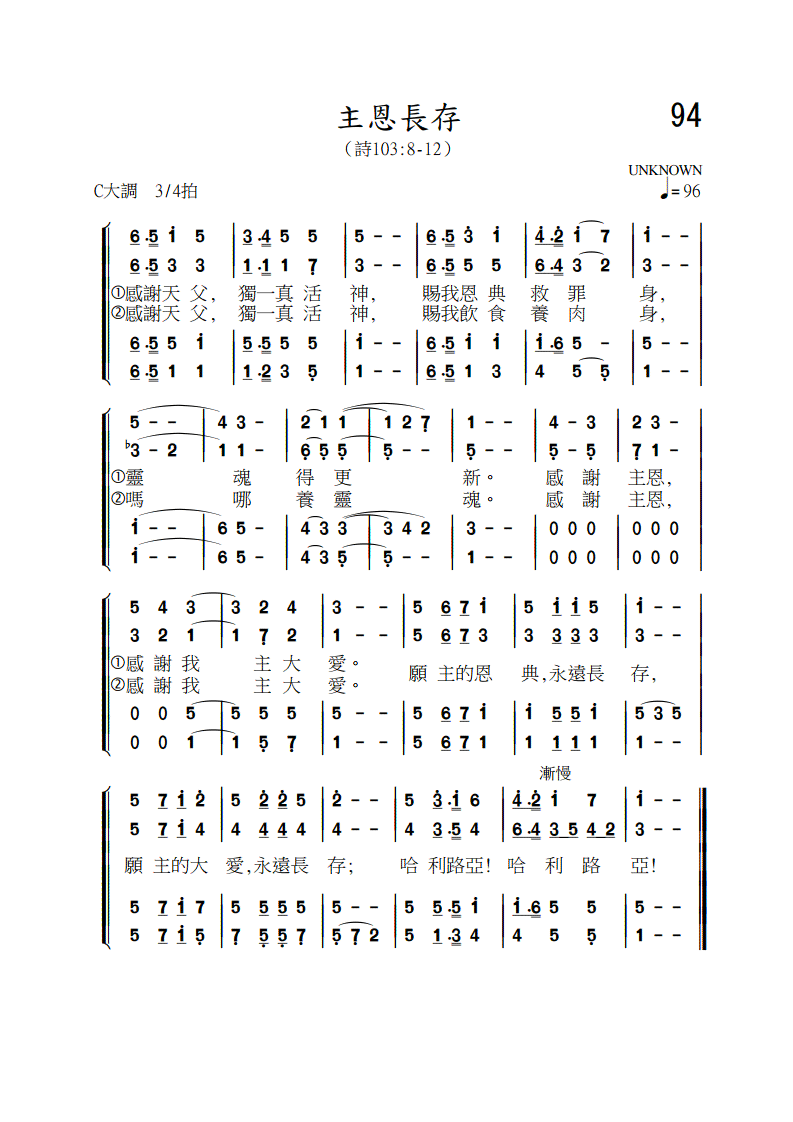 主恩長存
94
（詩103:8-12）
UNKNOWN
C大調 3/4拍
♩=96
6·5 i 5 | 3·4 5 5 | 5 - - | 6·5 3 i | 4·2 i 7 | i - -
6·5 3 3 | 1·1 1 7 | 3 - - | 6·5 5 5 | 6·4 3 2 | 3 - -
①感謝天 父, 獨一真 活 神, 賜我恩 典 救 罪 身,
②感謝天 父, 獨一真 活 神, 賜我飲 食 養 肉 身,
6·5 5 i | 5·5 5 5 | i - - | 6·5 i i | i·6 5 - | 5 - -
6·5 1 1 | 1·2 3 5 | 1 - - | 6·5 1 3 | 4 5 5 | 1 - -
5 - - | 4 3 - | 2 1 1 | 1 2 7 | 1 - - | 4 - 3 | 2 3 -
♭3 - 2 | 1 1 - | 6 5 5 | 5 - - | 5 - - | 5 - 5 | 7 1 -
①靈 魂 得 更 新。 感 謝 主恩,
②嗎 哪 養 靈 魂。 感 謝 主恩,
i - - | 6 5 - | 4 3 3 | 3 4 2 | 3 - - | 0 0 0 | 0 0 0
i - - | 6 5 - | 4 3 5 | 5 - - | 1 - - | 0 0 0 | 0 0 0
5 4 3 | 3 2 4 | 3 - - | 5 6 7 i | 5 i i 5 | i - -
3 2 1 | 1 7 2 | 1 - - | 5 6 7 3 | 5 3 3 3 | 3 - -
①感 謝 我 主 大 愛。 願 主的恩 典,永遠長 存,
②感 謝 我 主 大 愛。
0 0 5 | 5 5 5 | 5 - - | 5 6 7 i | i 5 5 i | 5 3 5
0 0 1 | 1 5 7 | 1 - - | 5 6 7 1 | 1 1 1 1 | 1 - -
漸慢
5 7 i 2 | 5 2 2 5 | 2 - - | 5 3·i 6 | 4·2 i 7 | i - -
5 7 i 4 | 4 4 4 4 | 4 - - | 4 3·5 4 | 6·4 3 5 4 2 | 3 - -
願 主的大 愛,永遠長 存; 哈 利路亞! 哈 利 路 亞!
5 7 i 7 | 5 5 5 5 | 5 - - | 5 5·5 i | i·6 5 5 | 5 - -
5 7 i 5 | 7 5 5 7 | 5 7 2 | 5 1·3 4 | 4 5 5 | 1 - -